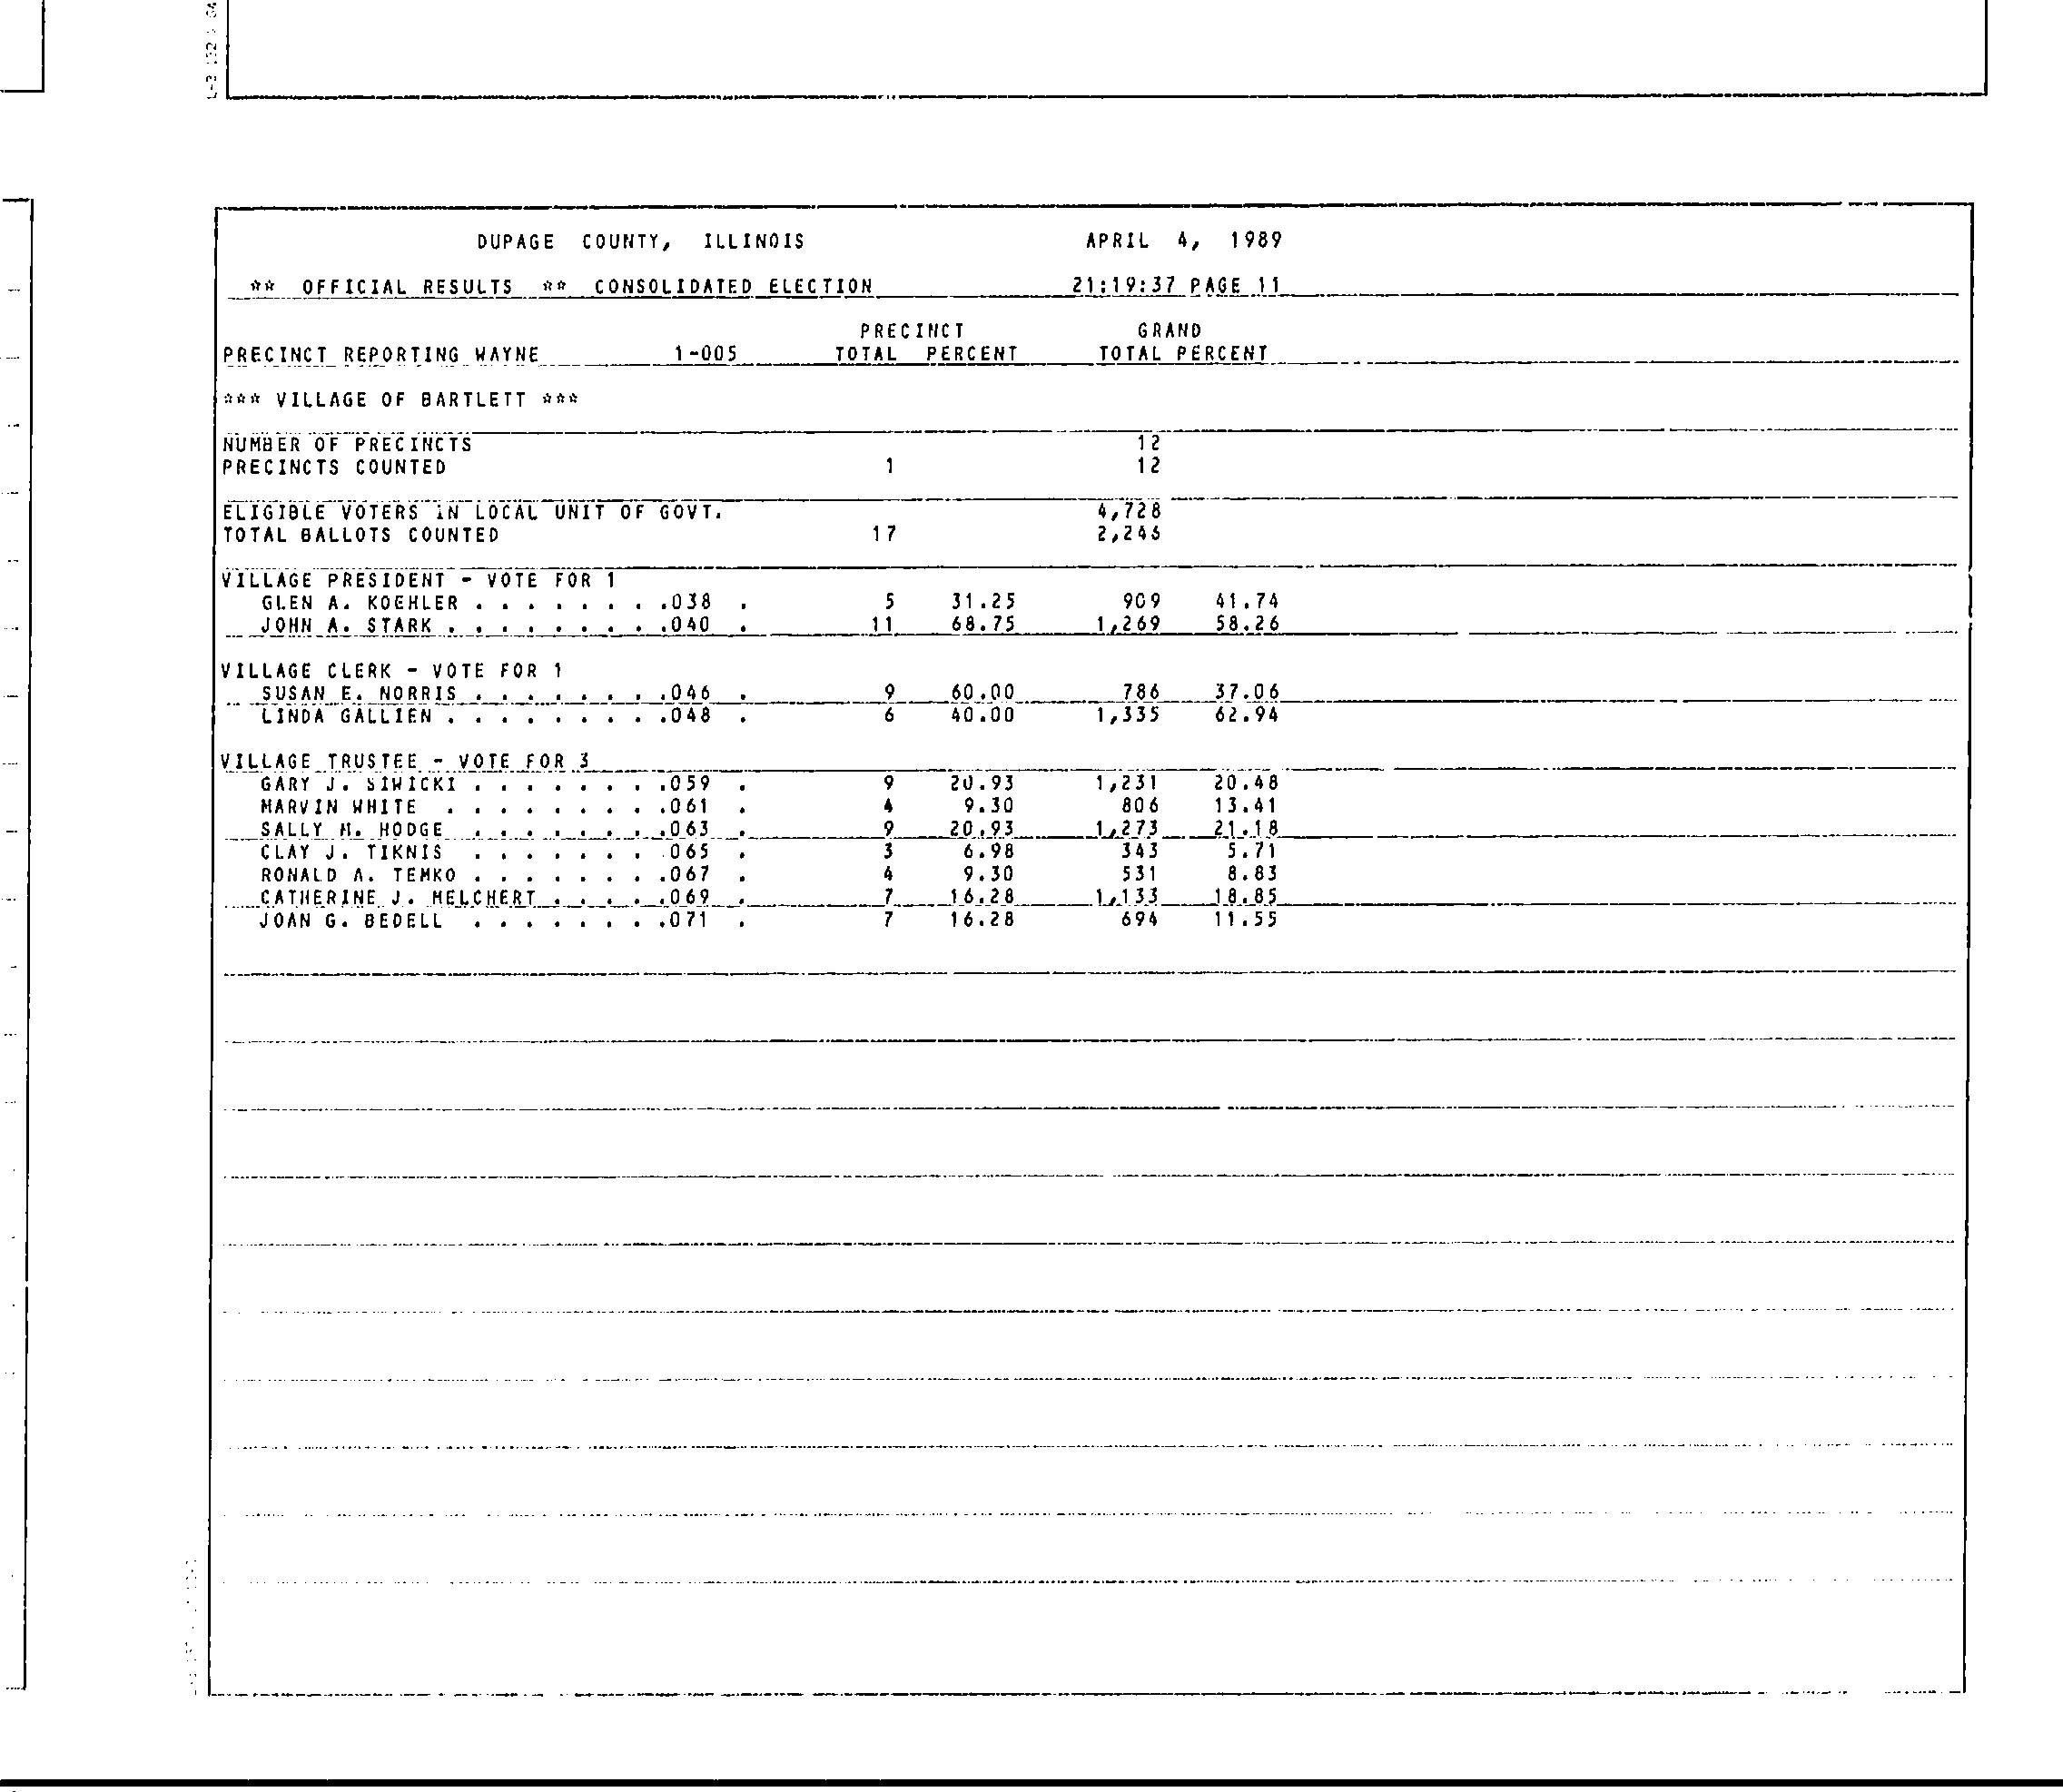 DUPAGE COUNTY, ILLINOIS APRIL 4, 1989
** OFFICIAL RESULTS ** CONSOLIDATED ELECTION 21:19:37 PAGE 11
PRECINCT GRAND
PRECINCT REPORTING WAYNE 1-005 TOTAL PERCENT TOTAL PERCENT
*** VILLAGE OF BARTLETT ***
NUMBER OF PRECINCTS 12
PRECINCTS COUNTED 1 12
ELIGIBLE VOTERS IN LOCAL UNIT OF GOVT. 4,728
TOTAL BALLOTS COUNTED 17
VILLAGE PRESIDENT - VOTE FOR 1
GLEN A. KOEHLER . . . . . . . .038 . 5 31.25 909 41.74
JOHN A. STARK . . . . . . . . .040 . 11 68.75 1,269 58.26
VILLAGE CLERK - VOTE FOR 1
SUSAN E. NORRIS . . . . . . . .046 . 9 60.00 786 37.06
LINDA GALLIEN . . . . . . . . .048 . 6 40.00 1,335 62.94
VILLAGE TRUSTEE - VOTE FOR 3
GARY J. SIWICKI . . . . . . . .059 . 9 20.93 1,231 20.48
MARVIN WHITE . . . . . . . . .061 . 4 9.30 806 13.41
SALLY M. HODGE . . . . . . . .063 . 9 20.93 1,273 21.18
CLAY J. TIKNIS . . . . . . . .065 . 3 6.98 343 5.71
RONALD A. TEMKO . . . . . . . .067 . 4 9.30 531 8.83
CATHERINE J. MELCHERT . . . . .069 . 7 16.28 1,133 18.85
JOAN G. BEDELL . . . . . . . .071 . 7 16.28 694 11.55